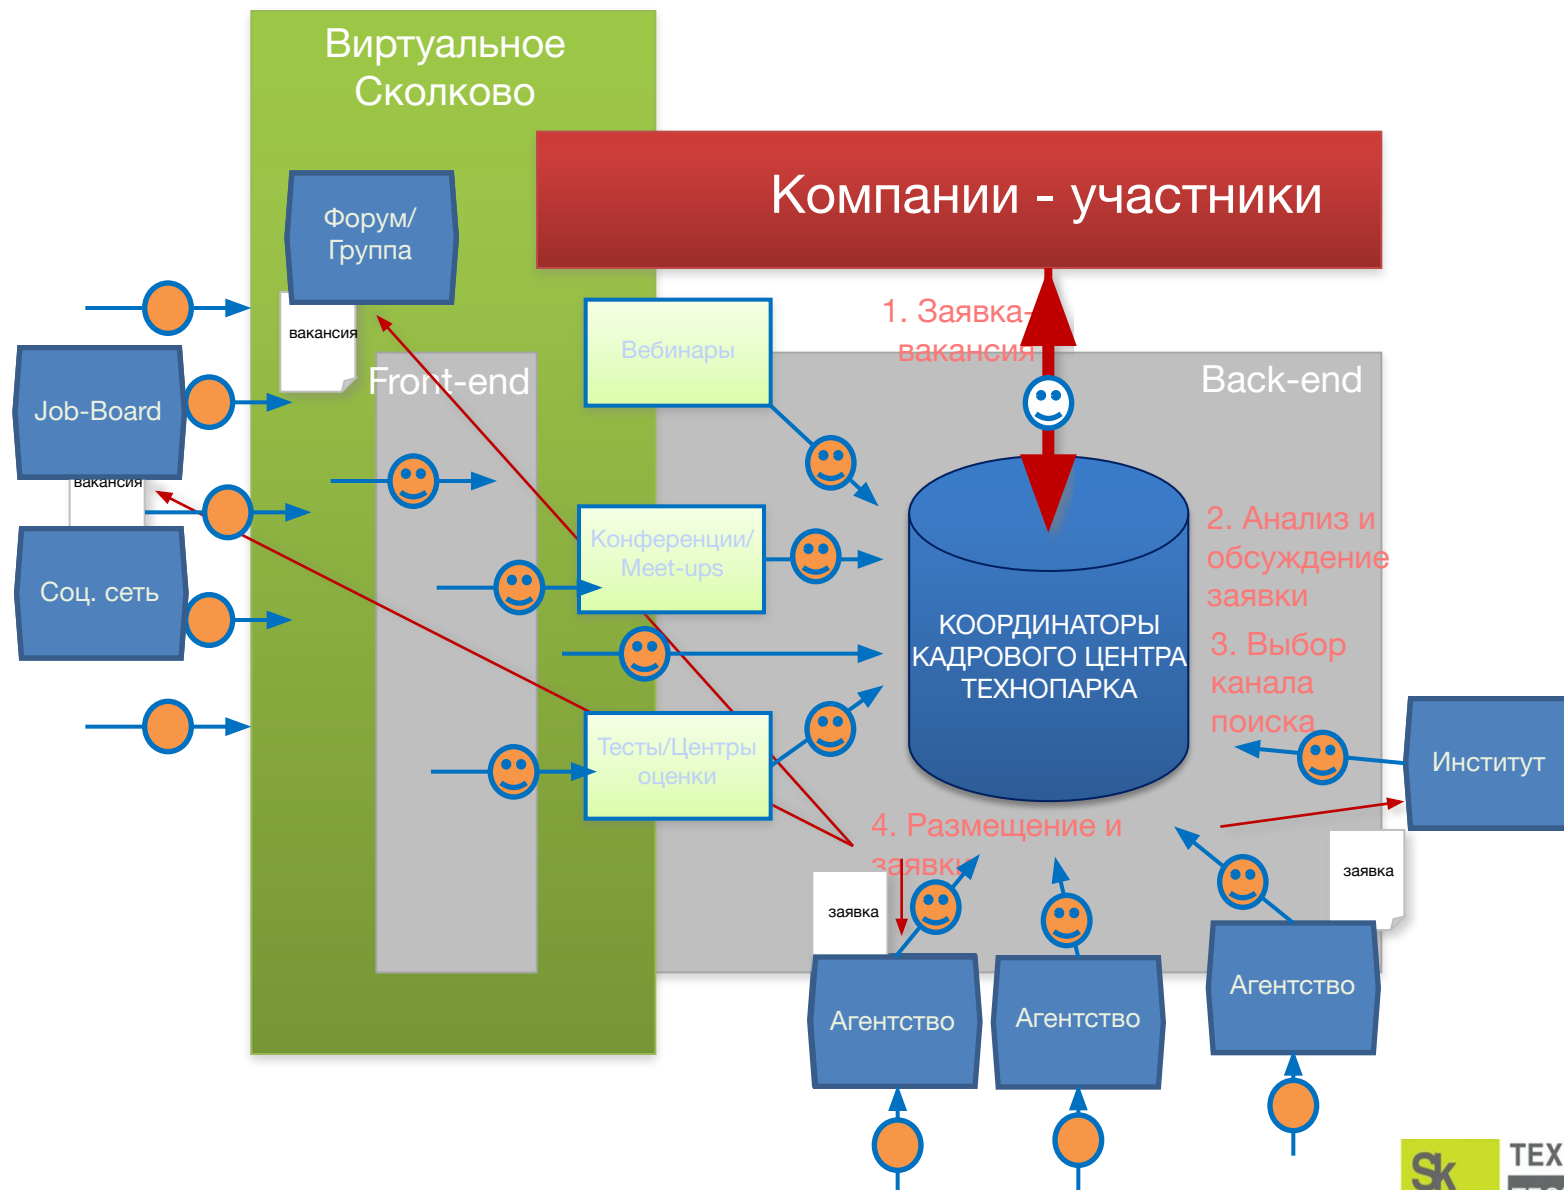 Виртуальное
Сколково
Компании - участники
Форум/
Группа
вакансия
1. Заявка-
вакансия
Вебинары
Front-end
Back-end
Job-Board
вакансия
Соц. сеть
Конференции/
Meet-ups
2. Анализ и
обсуждение
заявки
КООРДИНАТОРЫ
КАДРОВОГО ЦЕНТРА
ТЕХНОПАРКА
3. Выбор
канала
поиска
Тесты/Центры
оценки
Институт
4. Размещение и
заявки
заявка
заявка
Агентство
Агентство
Агентство
Sk
ТЕХ